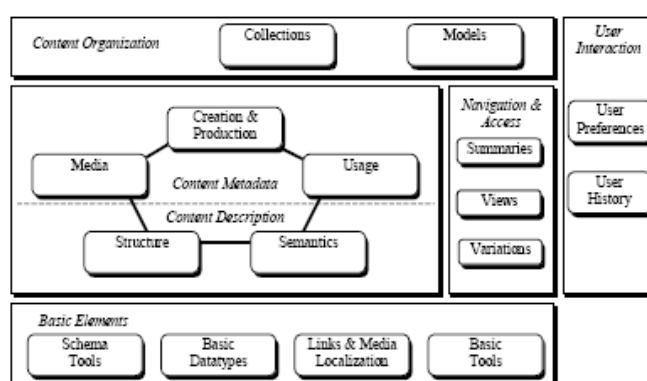 Content Organization
Collections
Models
User
Interaction
Creation &
Production
Media
Usage
Content Metadata
Content Description
Structure
Semantics
Navigation &
Access
Summaries
Views
Variations
User
Preferences
User
History
Basic Elements
Schema
Tools
Basic
Datatypes
Links & Media
Localization
Basic
Tools